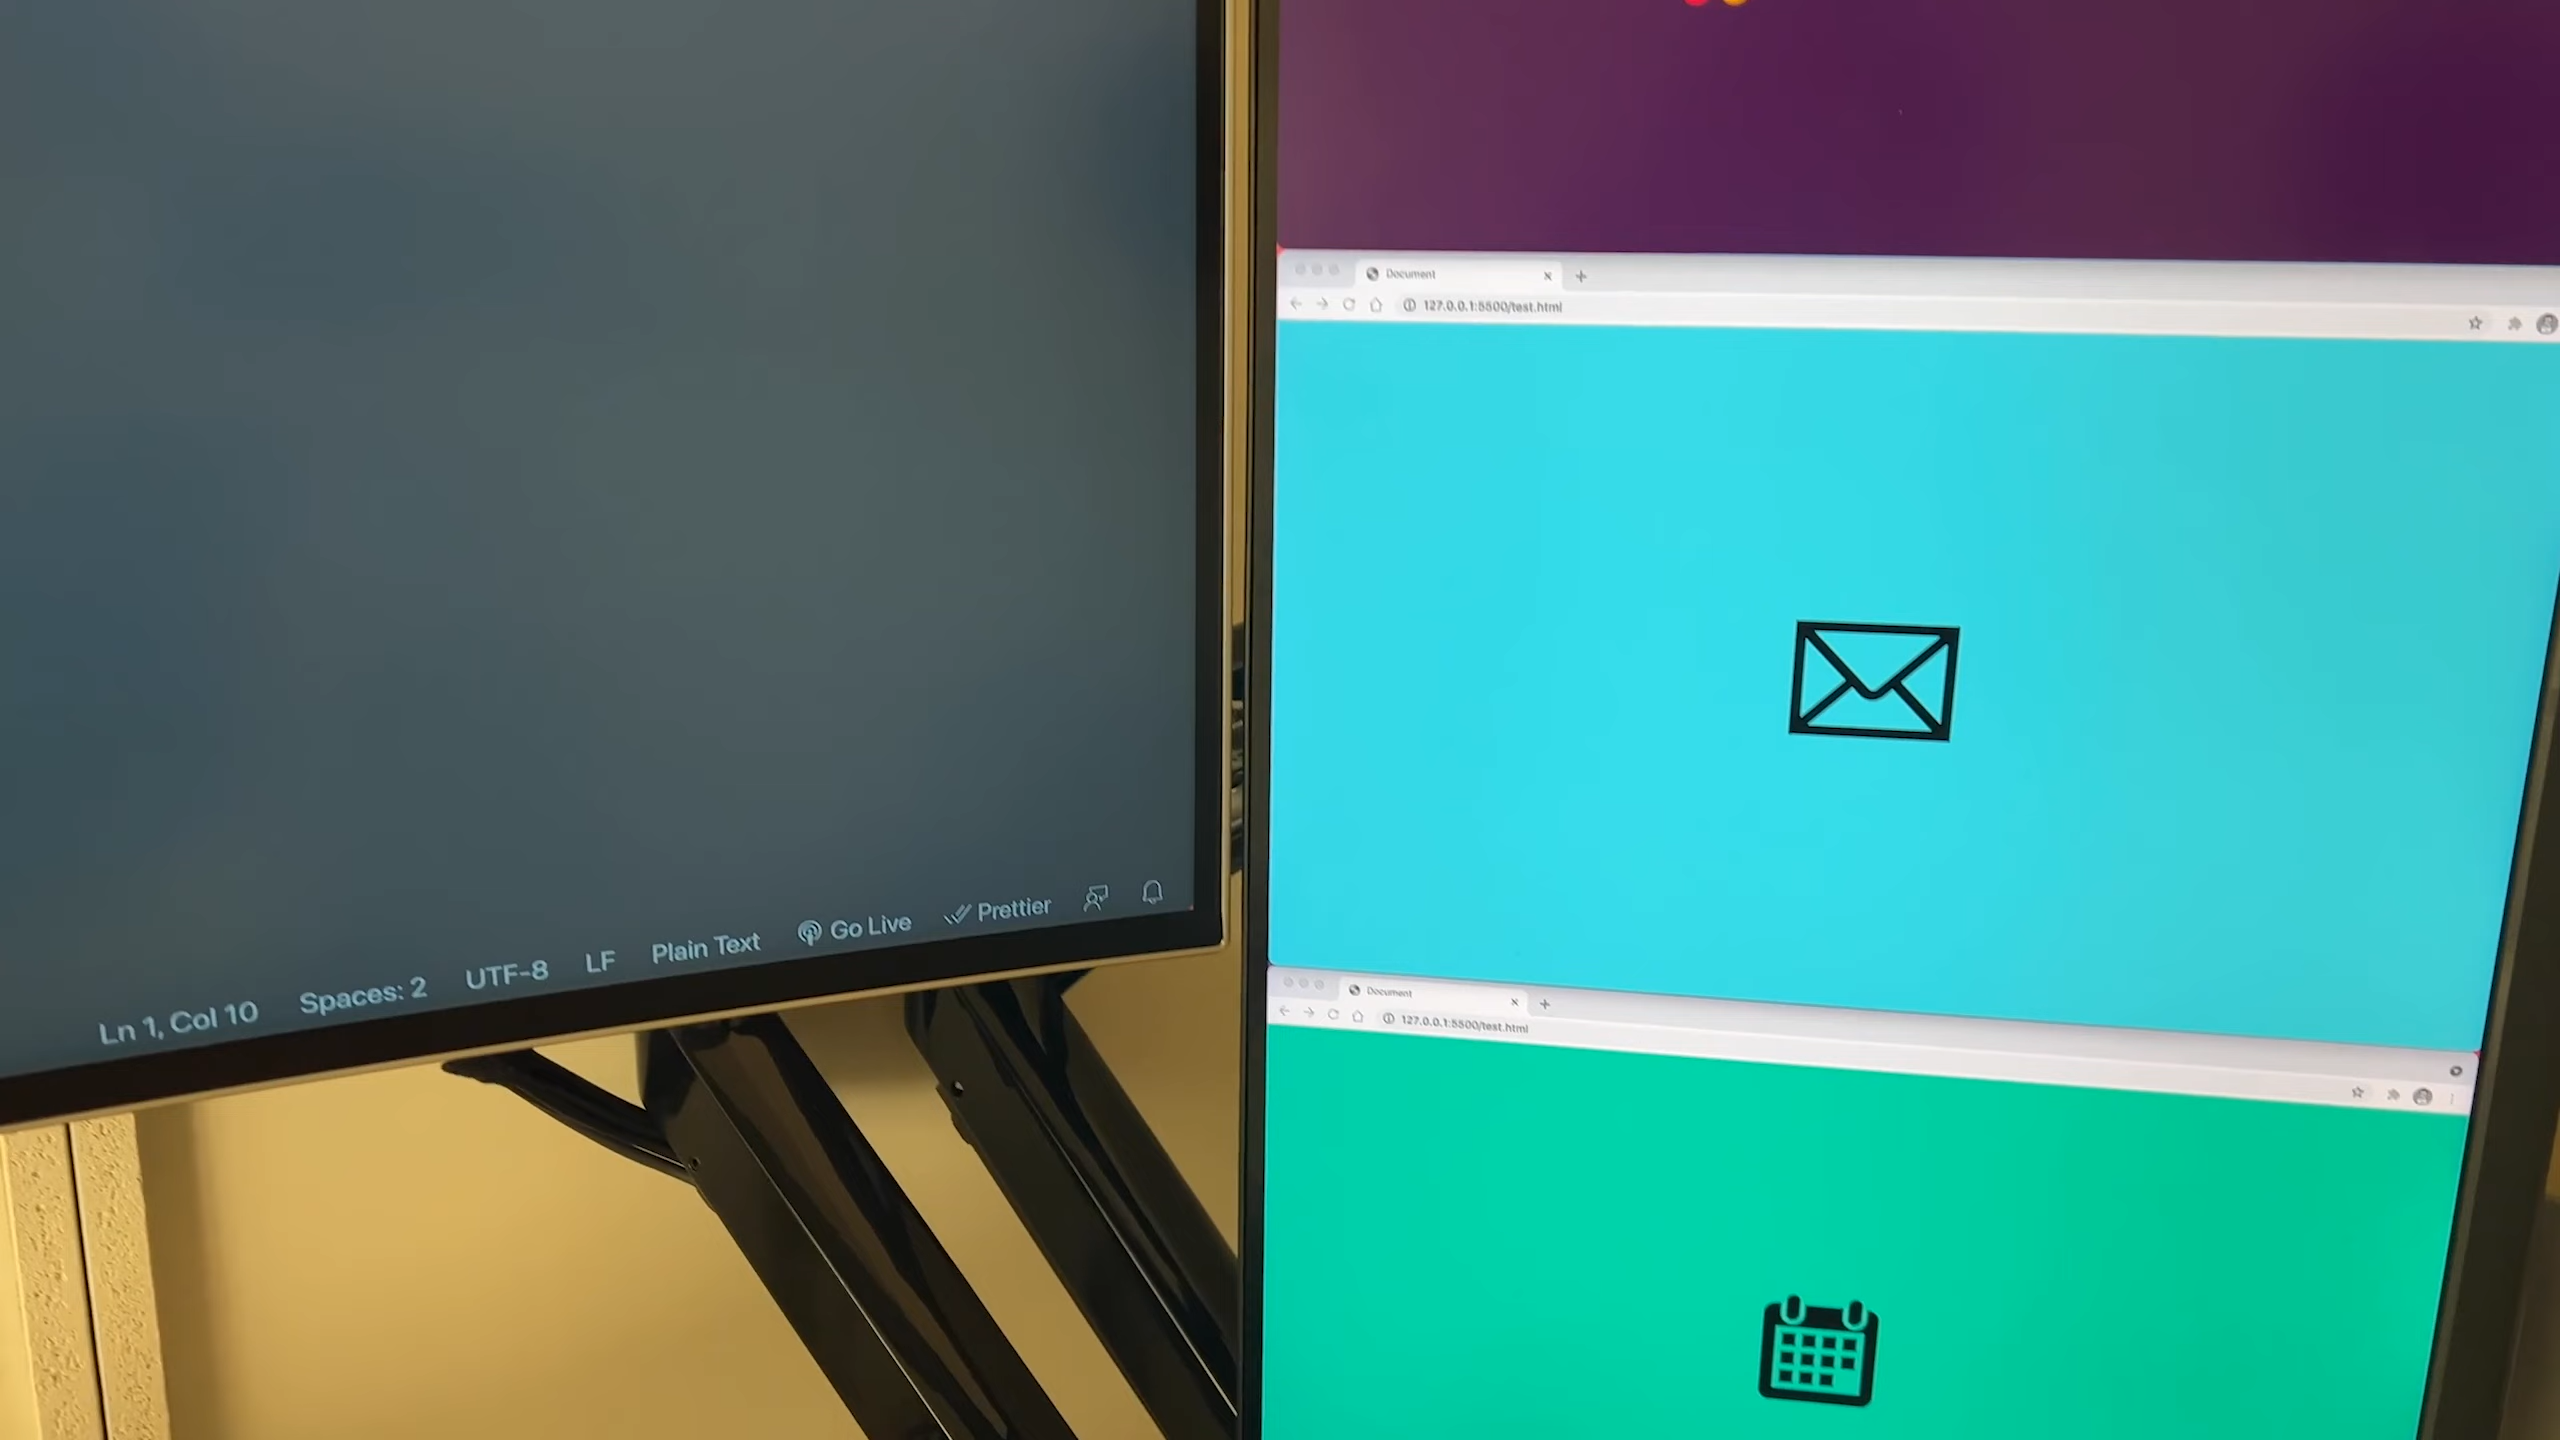 Ln 1, Col 10 Spaces: 2 UTF-8 LF Plain Text Go Live Prettier
Document
127.0.0.1:5500/test.html
Document
127.0.0.1:5500/test.html